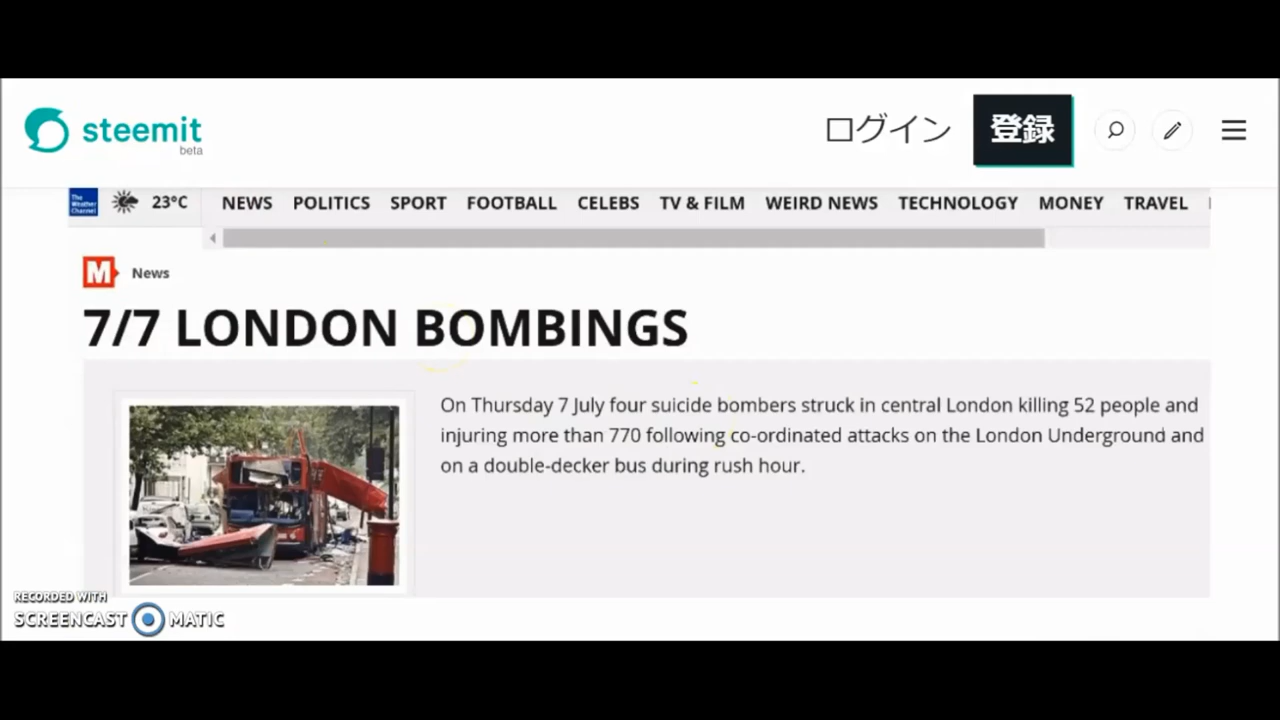 steemit
beta
ログイン
登録
The Weather Channel
23°C
NEWS POLITICS SPORT FOOTBALL CELEBS TV & FILM WEIRD NEWS TECHNOLOGY MONEY TRAVEL
M News
7/7 LONDON BOMBINGS
On Thursday 7 July four suicide bombers struck in central London killing 52 people and
injuring more than 770 following co-ordinated attacks on the London Underground and
on a double-decker bus during rush hour.
RECORDED WITH
SCREENCAST MATIC